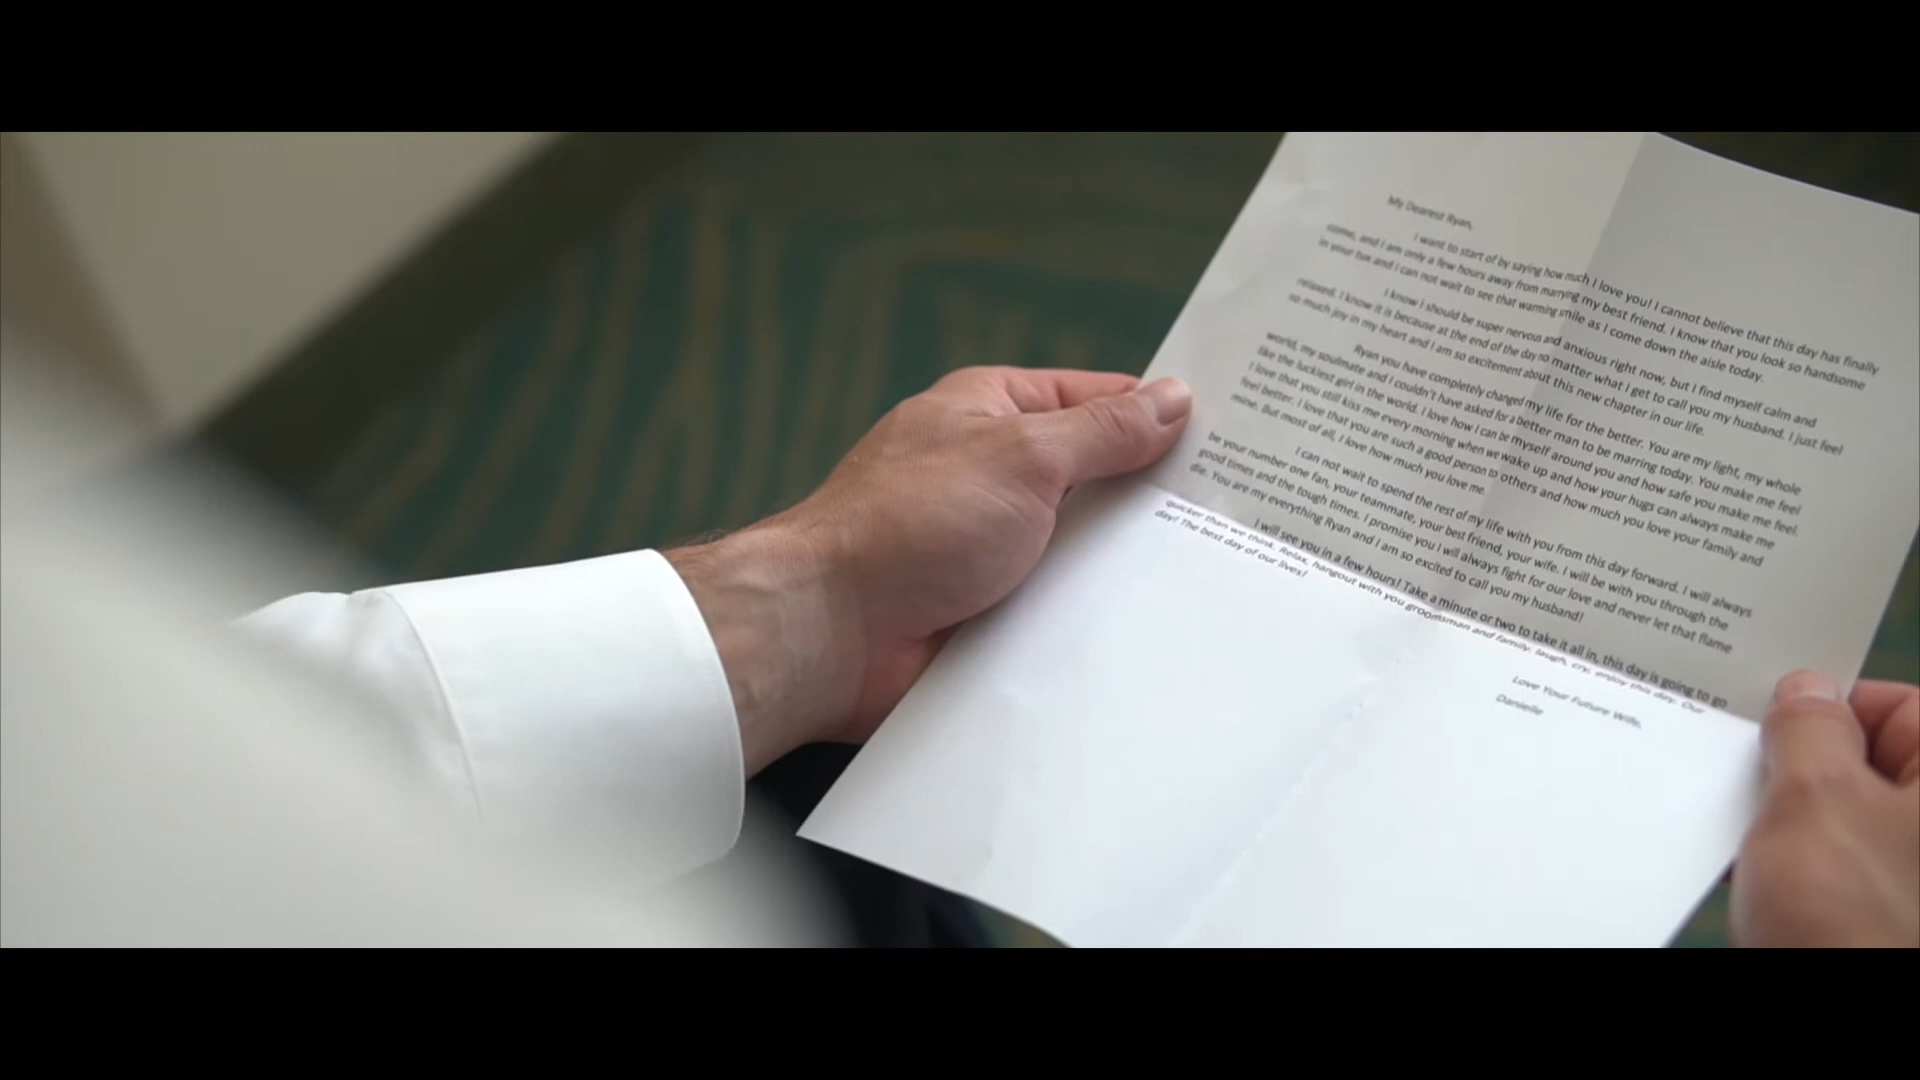 My Dearest Ryan,
I want to start of by saying how much I love you! I cannot believe that this day has finally
come, and I am only a few hours away from marrying my best friend. I know that you look so handsome
in your tux and I can not wait to see that warming smile as I come down the aisle today.
I know I should be super nervous and anxious right now, but I find myself calm and
relaxed. I know it is because at the end of the day no matter what I get to call you my husband. I just feel
so much joy in my heart and I am so excitement about this new chapter in our life.
Ryan you have completely changed my life for the better. You are my light, my whole
world, my soulmate and I couldn't have asked for a better man to be marring today. You make me feel
like the luckiest girl in the world. I love how I can be myself around you and how safe you make me feel.
I love that you still kiss me every morning when we wake up and how your hugs can always make me
feel better. I love that you are such a good person to others and how much you love your family and
mine. But most of all, I love how much you love me.
I can not wait to spend the rest of my life with you from this day forward. I will always
be your number one fan, your teammate, your best friend, your wife. I will be with you through the
good times and the tough times. I promise you I will always fight for our love and never let that flame
die. You are my everything Ryan and I am so excited to call you my husband!
I will see you in a few hours! Take a minute or two to take it all in, this day is going to go
quicker than we think. Relax, hangout with you groomsman and family, laugh, cry, enjoy this day. Our
day! The best day of our lives!
Love Your Future Wife,
Danielle